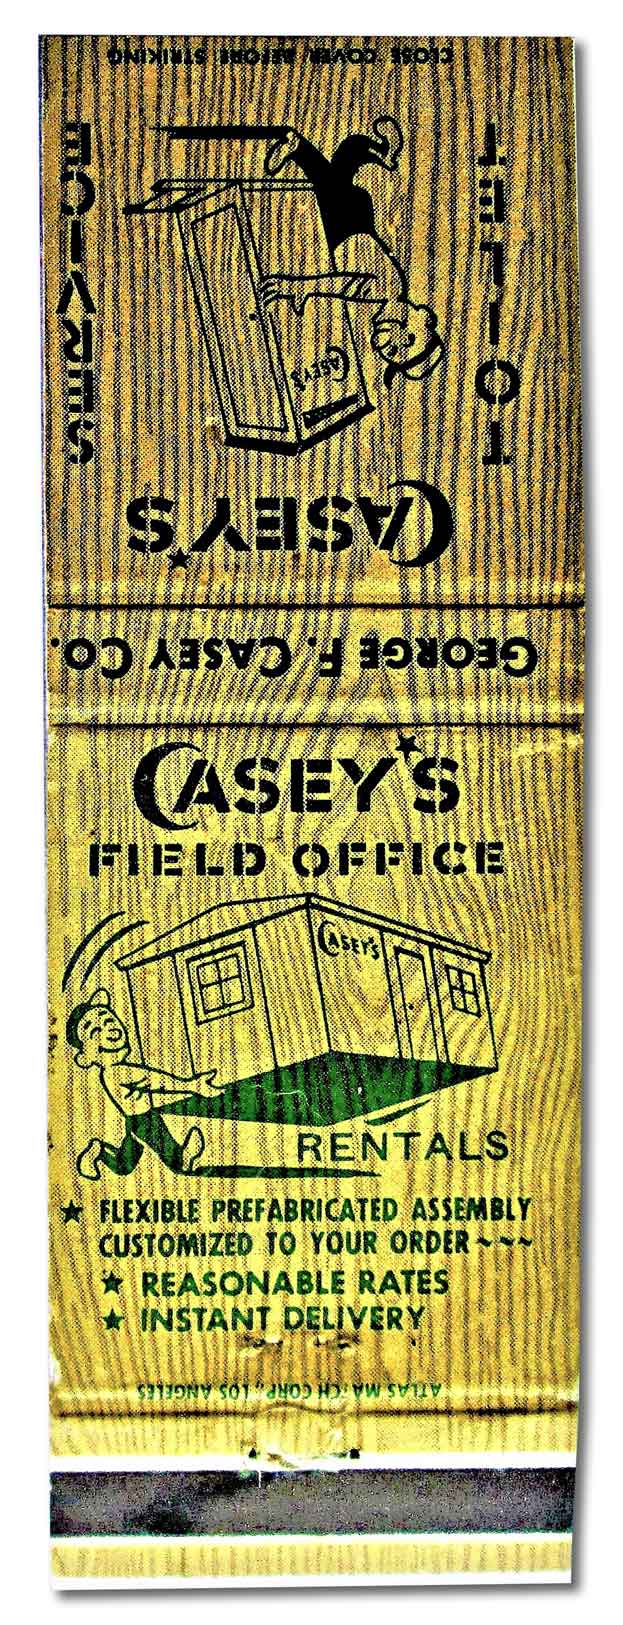 CLOSE COVER BEFORE STRIKING
TOILET
SERVICE
CASEY'S
CASEY'S
GEORGE F. CASEY CO.
CASEY'S
FIELD OFFICE
CASEY'S
RENTALS
★ FLEXIBLE PREFABRICATED ASSEMBLY
CUSTOMIZED TO YOUR ORDER ~~~
★ REASONABLE RATES
★ INSTANT DELIVERY
ATLAS MATCH CORP., LOS ANGELES